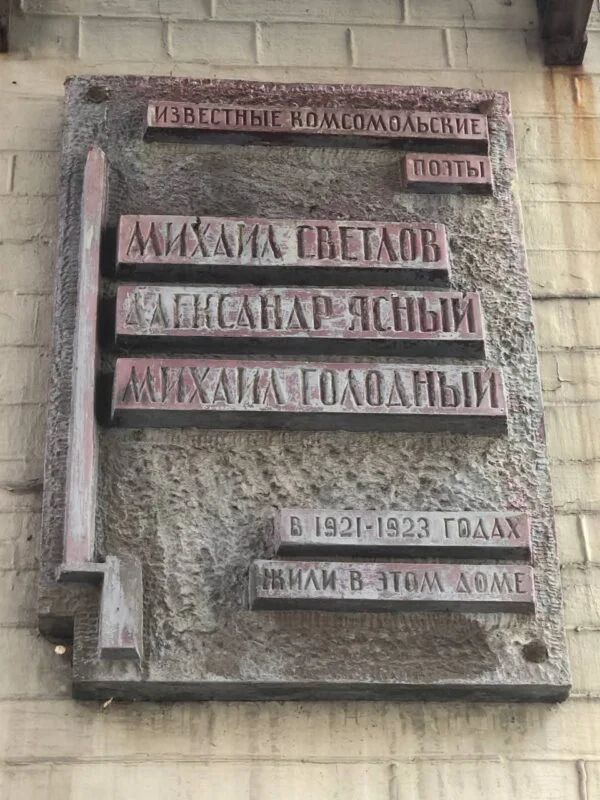 ИЗВЕСТНЫЕ КОМСОМОЛЬСКИЕ
ПОЭТЫ
МИХАИЛ СВЕТЛОВ
АЛЕКСАНДР ЯСНЫЙ
МИХАИЛ ГОЛОДНЫЙ
В 1921-1923 ГОДАХ
ЖИЛИ В ЭТОМ ДОМЕ